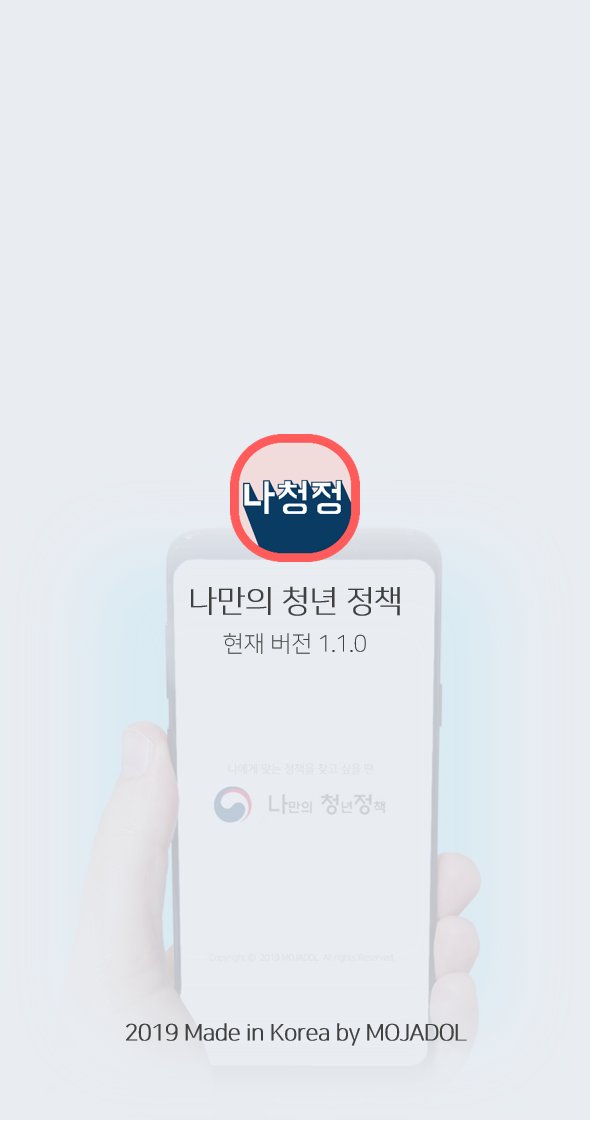 나청정
나만의 청년 정책
현재 버전 1.1.0
나에게 맞는 정책을 찾고 싶을 땐
나만의 청년정책
Copyright ⓒ 2019 MOJADOL. All rights Reserved.
2019 Made in Korea by MOJADOL